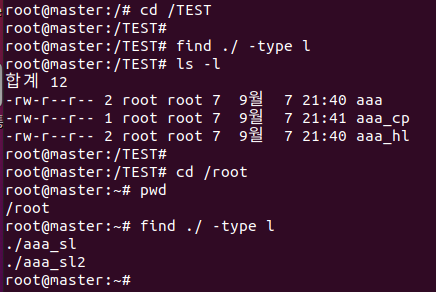 root@master:/# cd /TEST
root@master:/TEST#
root@master:/TEST# find ./ -type l
root@master:/TEST# ls -l
합계 12
-rw-r--r-- 2 root root 7  9월  7 21:40 aaa
-rw-r--r-- 1 root root 7  9월  7 21:41 aaa_cp
-rw-r--r-- 2 root root 7  9월  7 21:40 aaa_hl
root@master:/TEST#
root@master:/TEST# cd /root
root@master:~# pwd
/root
root@master:~# find ./ -type l
./aaa_sl
./aaa_sl2
root@master:~#